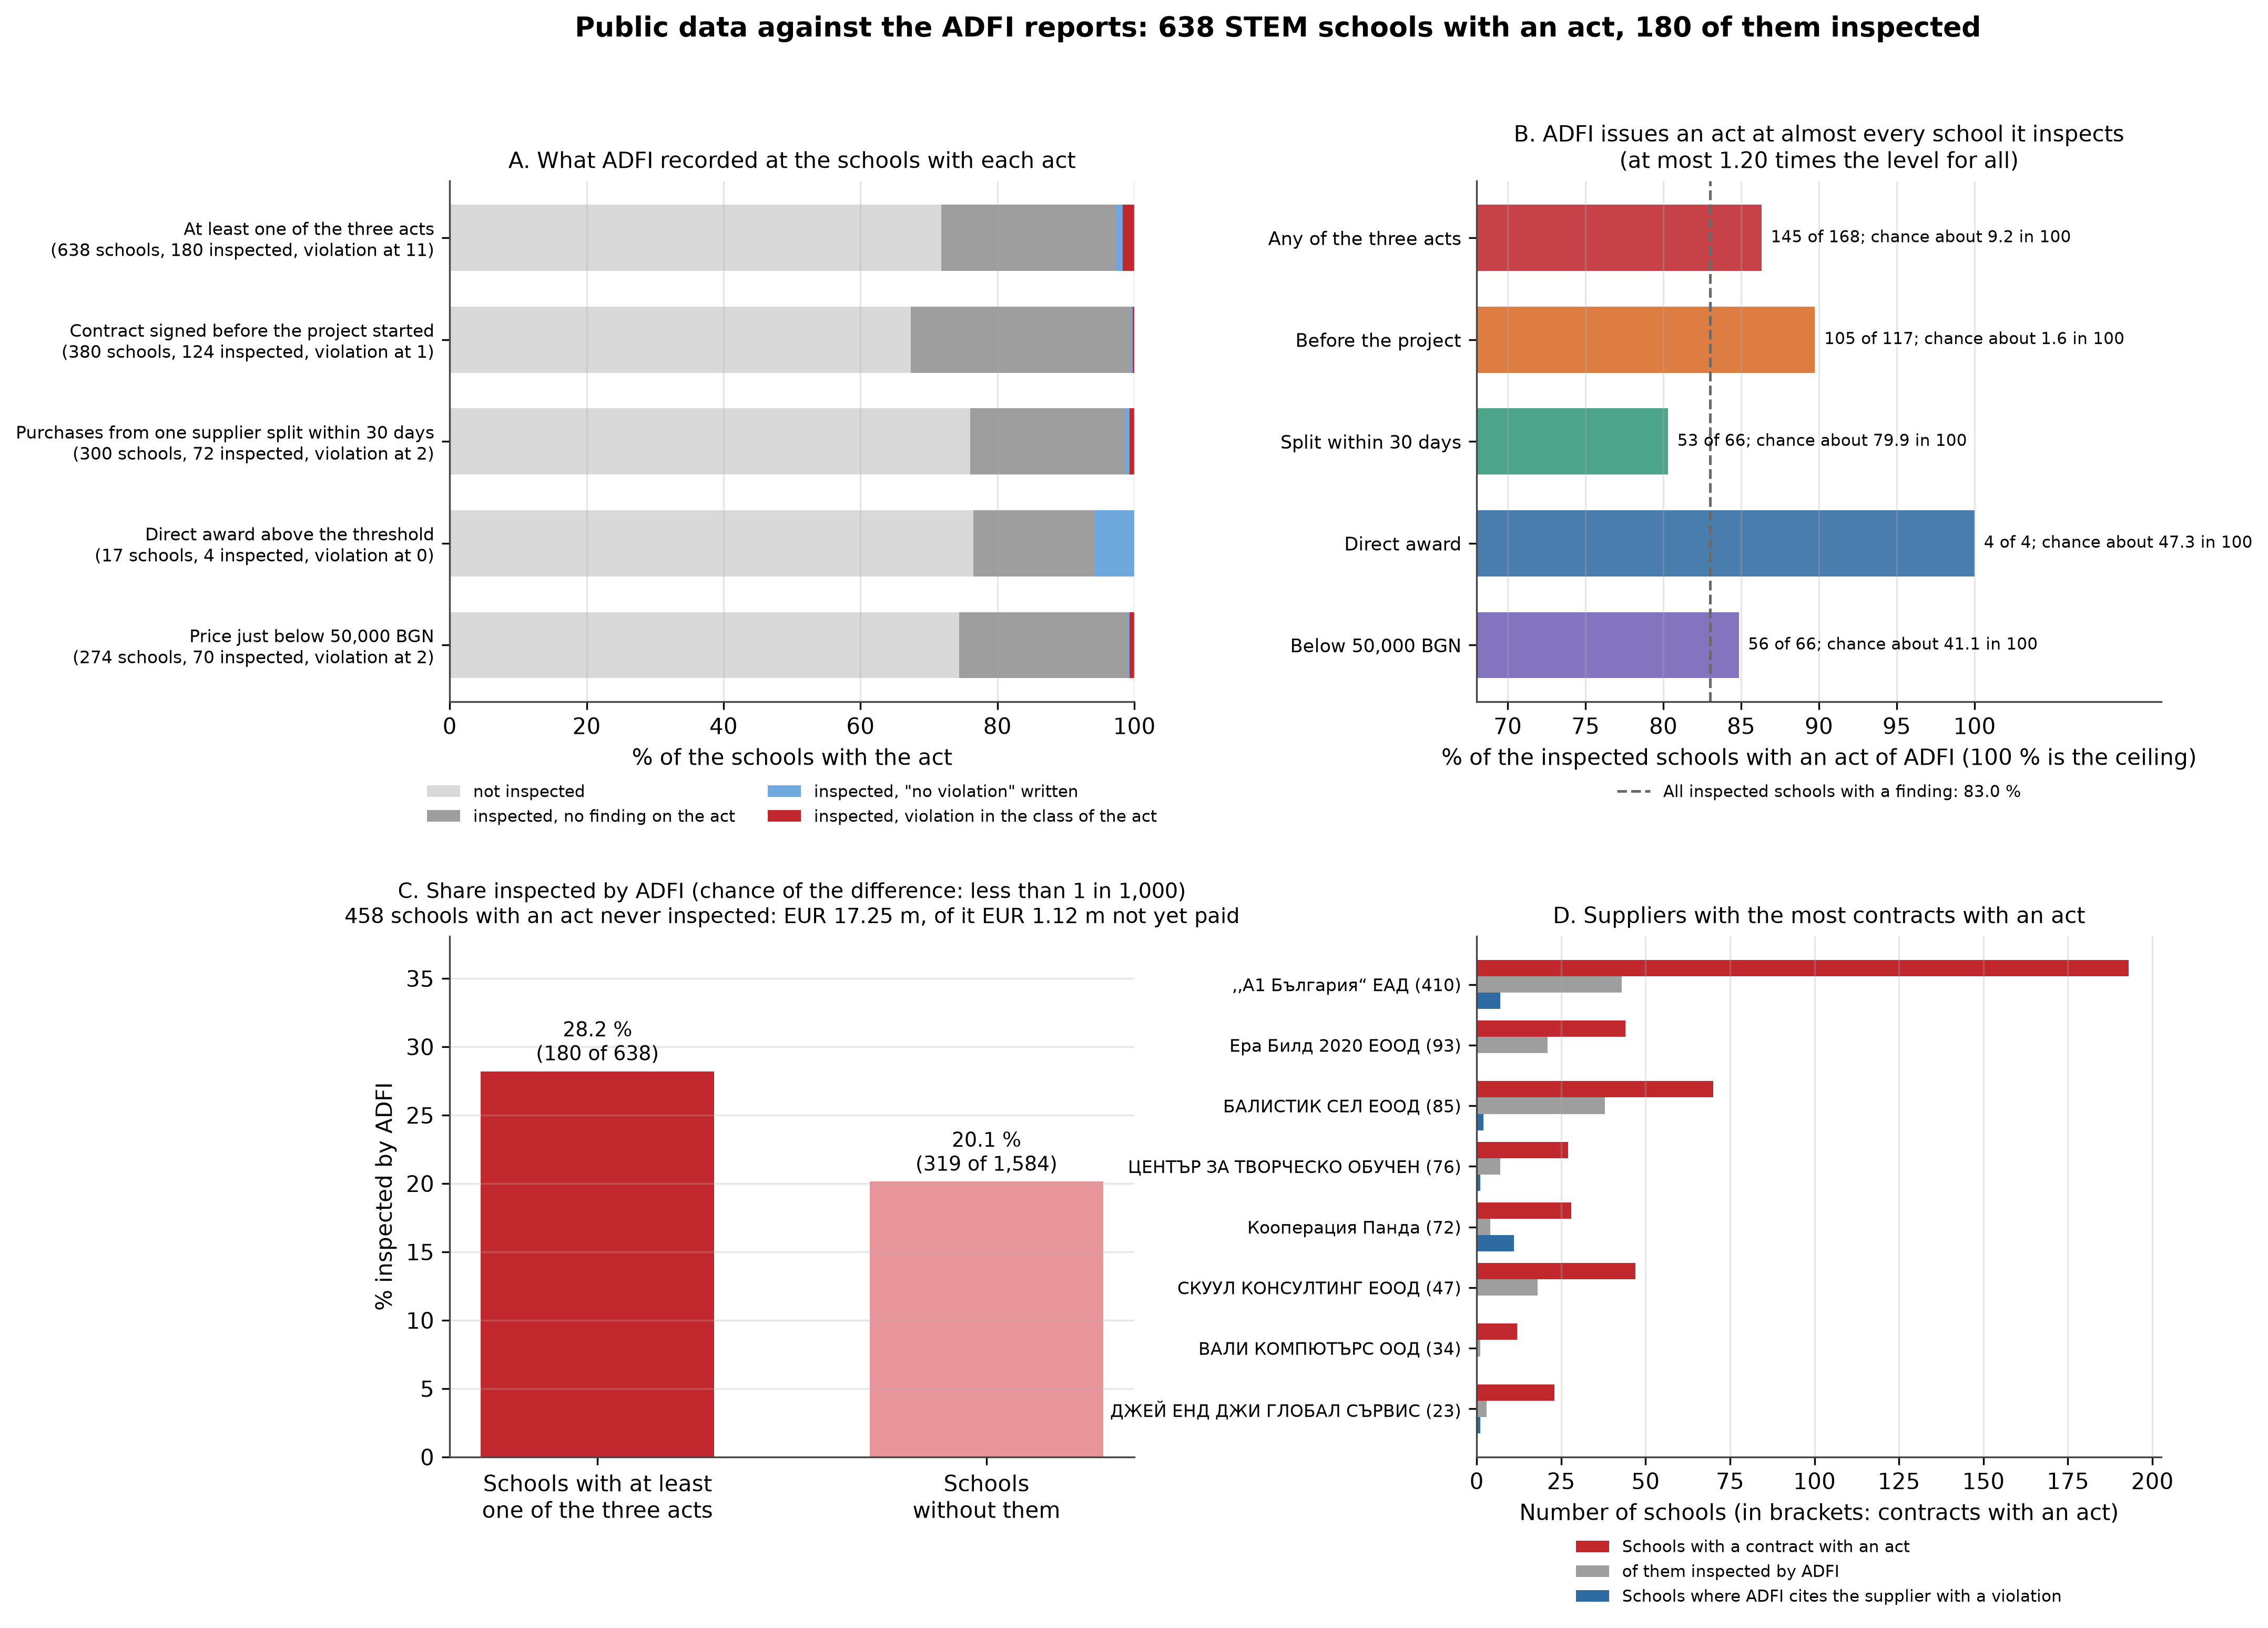 Public data against the ADFI reports: 638 STEM schools with an act, 180 of them inspected
A. What ADFI recorded at the schools with each act
At least one of the three acts
(638 schools, 180 inspected, violation at 11)
Contract signed before the project started
(380 schools, 124 inspected, violation at 1)
Purchases from one supplier split within 30 days
(300 schools, 72 inspected, violation at 2)
Direct award above the threshold
(17 schools, 4 inspected, violation at 0)
Price just below 50,000 BGN
(274 schools, 70 inspected, violation at 2)
0 20 40 60 80 100
% of the schools with the act
not inspected
inspected, no finding on the act
inspected, "no violation" written
inspected, violation in the class of the act
B. ADFI issues an act at almost every school it inspects
(at most 1.20 times the level for all)
Any of the three acts
145 of 168; chance about 9.2 in 100
Before the project
105 of 117; chance about 1.6 in 100
Split within 30 days
53 of 66; chance about 79.9 in 100
Direct award
4 of 4; chance about 47.3 in 100
Below 50,000 BGN
56 of 66; chance about 41.1 in 100
70 75 80 85 90 95 100
% of the inspected schools with an act of ADFI (100 % is the ceiling)
All inspected schools with a finding: 83.0 %
C. Share inspected by ADFI (chance of the difference: less than 1 in 1,000)
458 schools with an act never inspected: EUR 17.25 m, of it EUR 1.12 m not yet paid
% inspected by ADFI
35
30
25
20
15
10
5
0
28.2 %
(180 of 638)
20.1 %
(319 of 1,584)
Schools with at least
one of the three acts
Schools
without them
D. Suppliers with the most contracts with an act
,,А1 България“ ЕАД (410)
Ера Билд 2020 ЕООД (93)
БАЛИСТИК СЕЛ ЕООД (85)
ЦЕНТЪР ЗА ТВОРЧЕСКО ОБУЧЕН (76)
Кооперация Панда (72)
СКУУЛ КОНСУЛТИНГ ЕООД (47)
ВАЛИ КОМПЮТЪРС ООД (34)
ДЖЕЙ ЕНД ДЖИ ГЛОБАЛ СЪРВИС (23)
0 25 50 75 100 125 150 175 200
Number of schools (in brackets: contracts with an act)
Schools with a contract with an act
of them inspected by ADFI
Schools where ADFI cites the supplier with a violation